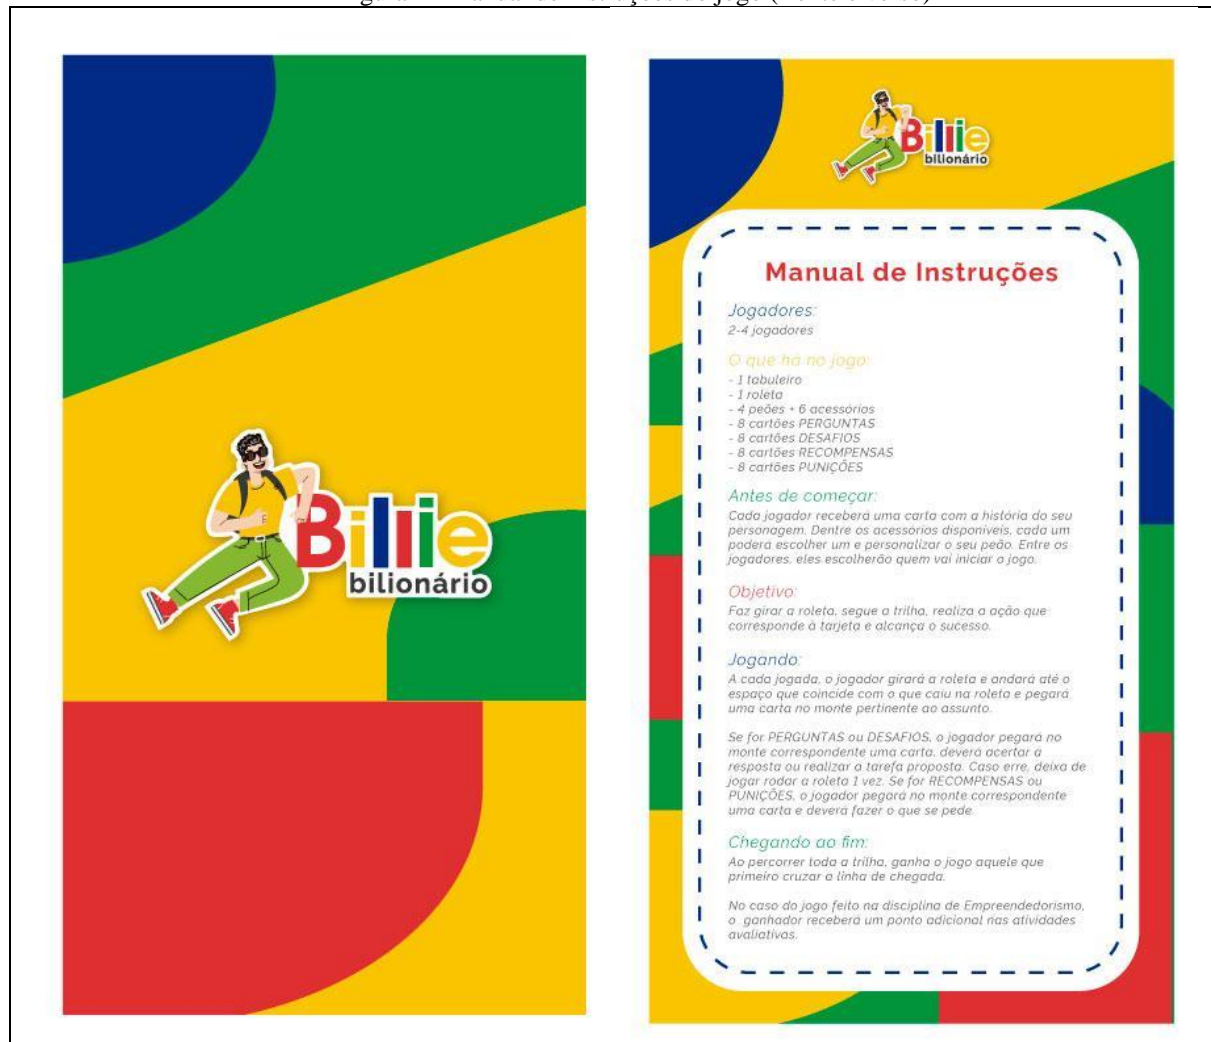 Billie
bilionário
Billie
bilionário
Manual de Instruções
Jogadores:
2-4 jogadores
O que há no jogo:
- 1 tabuleiro
- 1 roleta
- 4 peões + 6 acessórios
- 8 cartões PERGUNTAS
- 8 cartões DESAFIOS
- 8 cartões RECOMPENSAS
- 8 cartões PUNIÇÕES
Antes de começar:
Cada jogador receberá uma carta com a história do seu
personagem. Dentre os acessórios disponíveis, cada um
poderá escolher um e personalizar o seu peão. Entre os
jogadores, eles escolherão quem vai iniciar o jogo.
Objetivo:
Faz girar a roleta, segue a trilha, realiza a ação que
corresponde à tarjeta e alcança o sucesso.
Jogando:
A cada jogada, o jogador girará a roleta e andará até o
espaço que coincide com o que caiu na roleta e pegará
uma carta no monte pertinente ao assunto.
Se for PERGUNTAS ou DESAFIOS, o jogador pegará no
monte correspondente uma carta, deverá acertar a
resposta ou realizar a tarefa proposta. Caso erre, deixa de
jogar rodar a roleta 1 vez. Se for RECOMPENSAS ou
PUNIÇÕES, o jogador pegará no monte correspondente
uma carta e deverá fazer o que se pede.
Chegando ao fim:
Ao percorrer toda a trilha, ganha o jogo aquele que
primeiro cruzar a linha de chegada.
No caso do jogo feito na disciplina de Empreendedorismo,
o ganhador receberá um ponto adicional nas atividades
avaliativas.